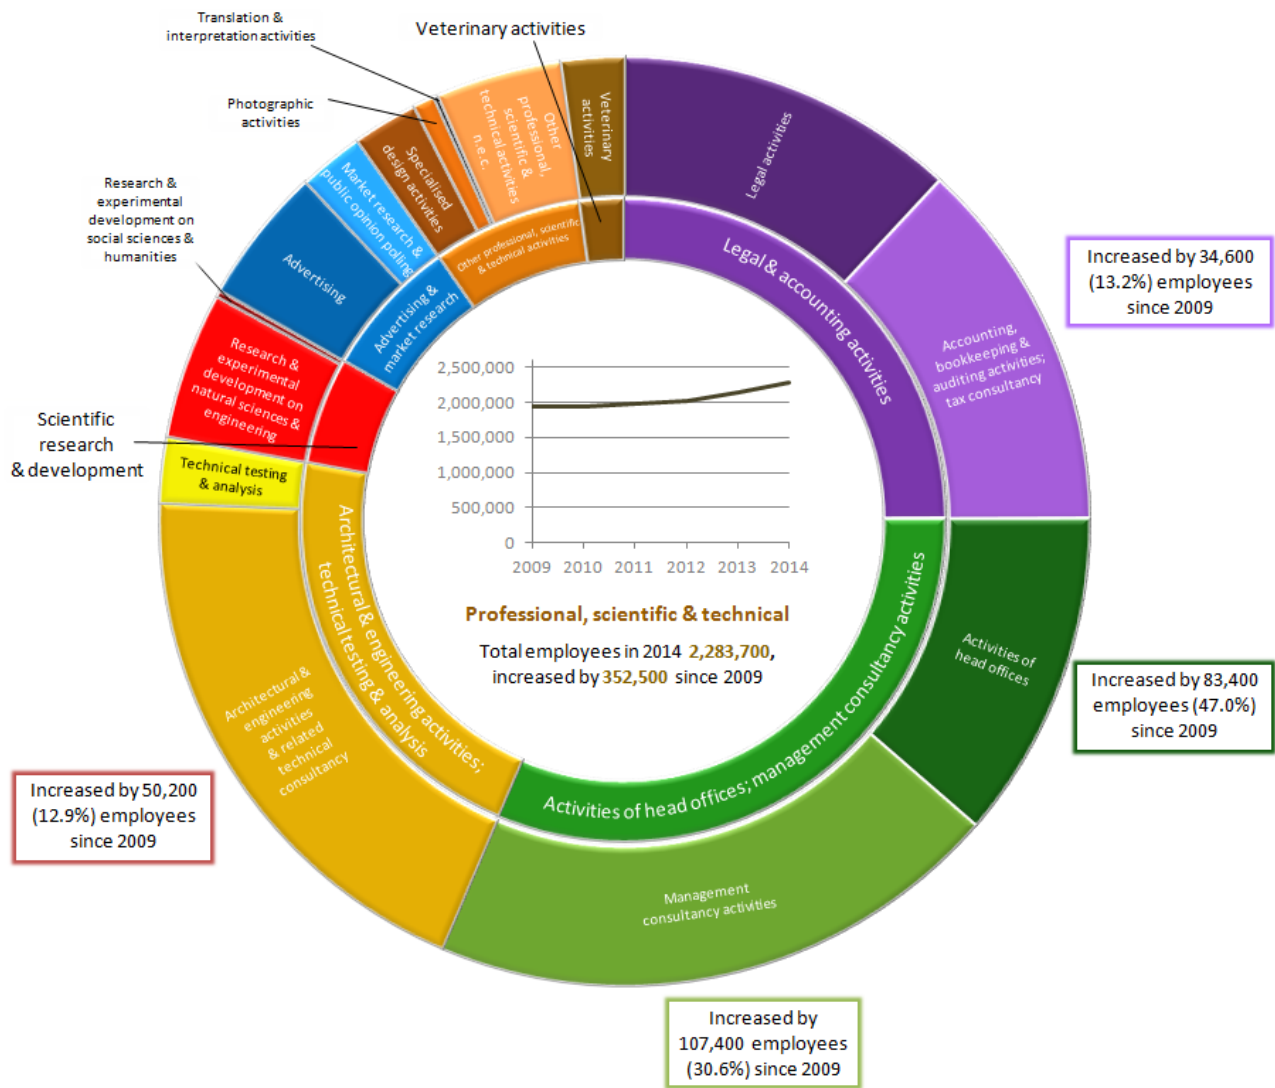 Translation &
interpretation activities
Veterinary activities
Photographic
activities
Research &
experimental
development on
social sciences &
humanities
Scientific
research
& development
Legal activities
Accounting,
bookkeeping &
auditing activities;
tax consultancy
Activities of
head offices
Management
consultancy activities
Architectural &
engineering
activities
& related
technical
consultancy
Technical testing
& analysis
Research &
experimental
development on
natural sciences &
engineering
Advertising
Market research &
public opinion polling
Specialised
design activities
Other
professional,
scientific &
technical activities
n.e.c.
Veterinary
activities
Legal & accounting activities
Activities of head offices; management consultancy activities
Architectural & engineering activities;
technical testing & analysis
Advertising &
market research
Other professional, scientific
& technical activities
Increased by 34,600
(13.2%) employees
since 2009
Increased by 83,400
employees (47.0%)
since 2009
Increased by
107,400 employees
(30.6%) since 2009
Increased by 50,200
(12.9%) employees
since 2009
2,500,000
2,000,000
1,500,000
1,000,000
500,000
0
2009 2010 2011 2012 2013 2014
Professional, scientific & technical
Total employees in 2014 2,283,700,
increased by 352,500 since 2009